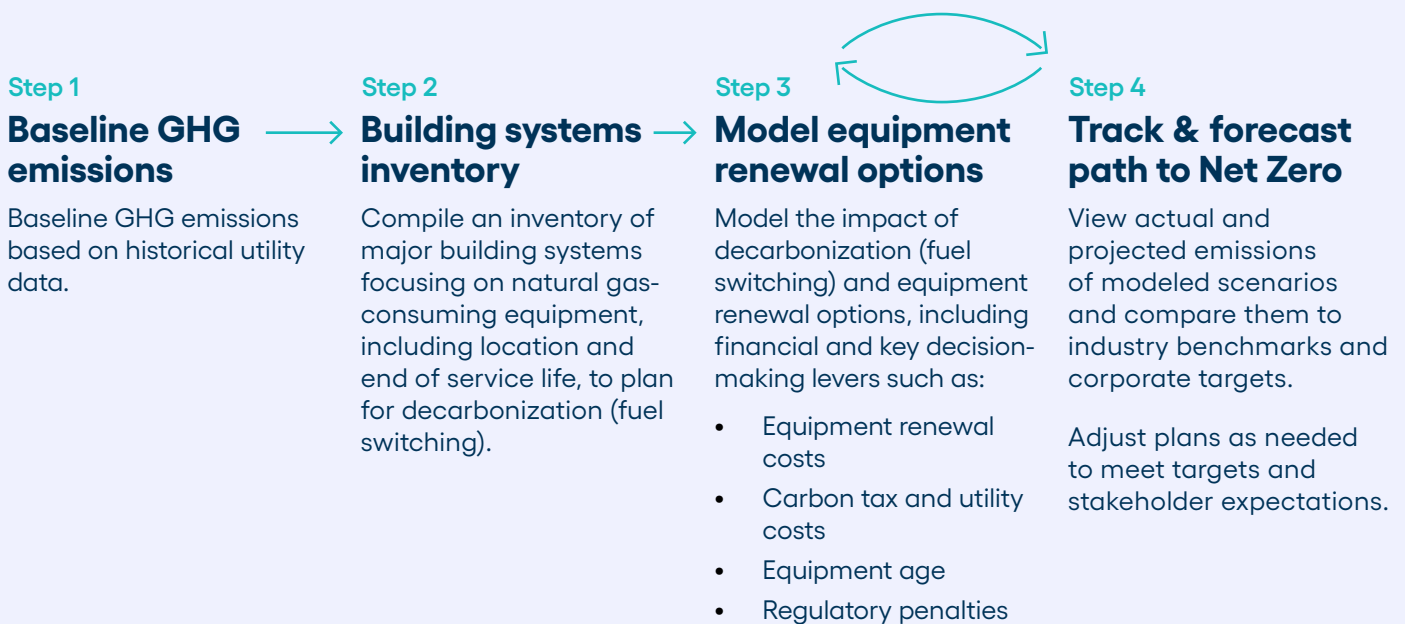 Step 1
Baseline GHG
emissions
Baseline GHG emissions
based on historical utility
data.
Step 2
Building systems
inventory
Compile an inventory of
major building systems
focusing on natural gas-
consuming equipment,
including location and
end of service life, to plan
for decarbonization (fuel
switching).
Step 3
Model equipment
renewal options
Model the impact of
decarbonization (fuel
switching) and equipment
renewal options, including
financial and key decision-
making levers such as:
• Equipment renewal
costs
• Carbon tax and utility
costs
• Equipment age
• Regulatory penalties
Step 4
Track & forecast
path to Net Zero
View actual and
projected emissions
of modeled scenarios
and compare them to
industry benchmarks and
corporate targets.
Adjust plans as needed
to meet targets and
stakeholder expectations.